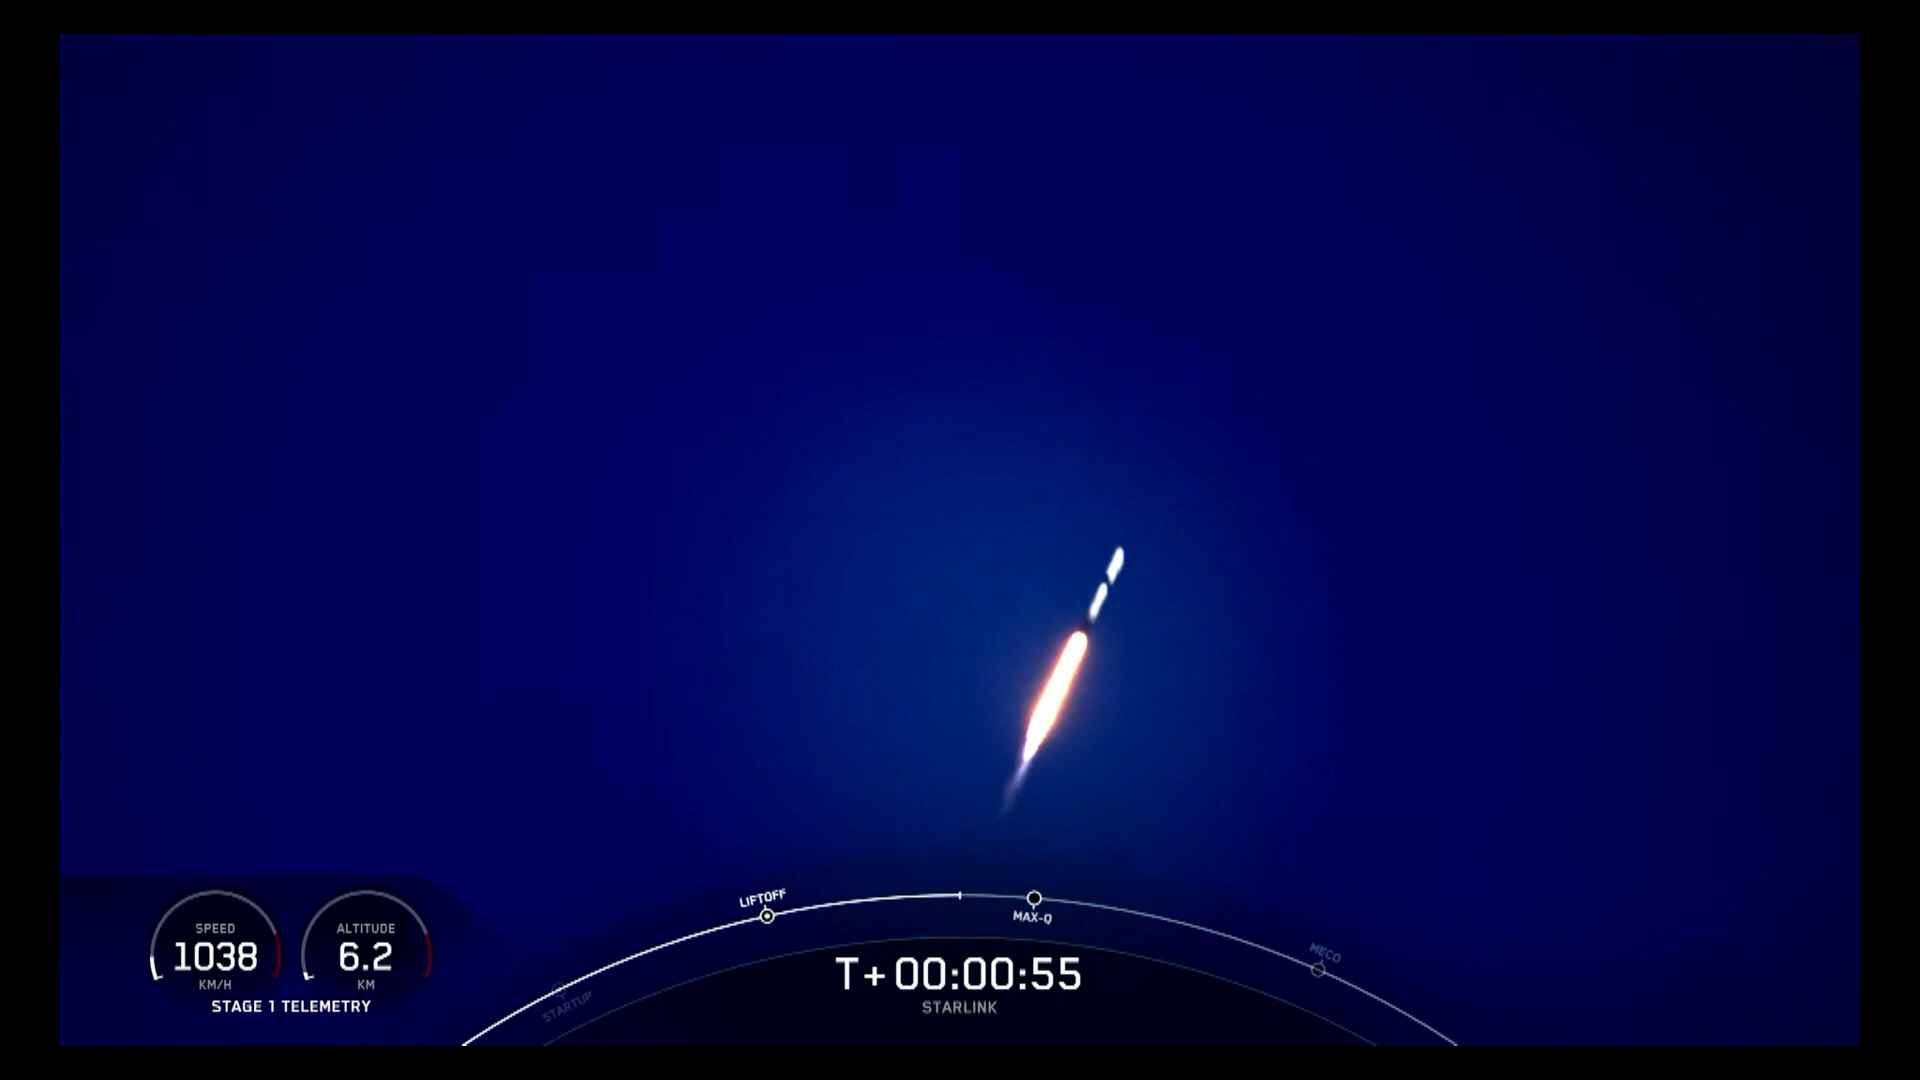 LIFTOFF
MAX-Q
MECO
STARTUP
SPEED
1038
KM/H
ALTITUDE
6.2
KM
STAGE 1 TELEMETRY
T+00:00:55
STARLINK